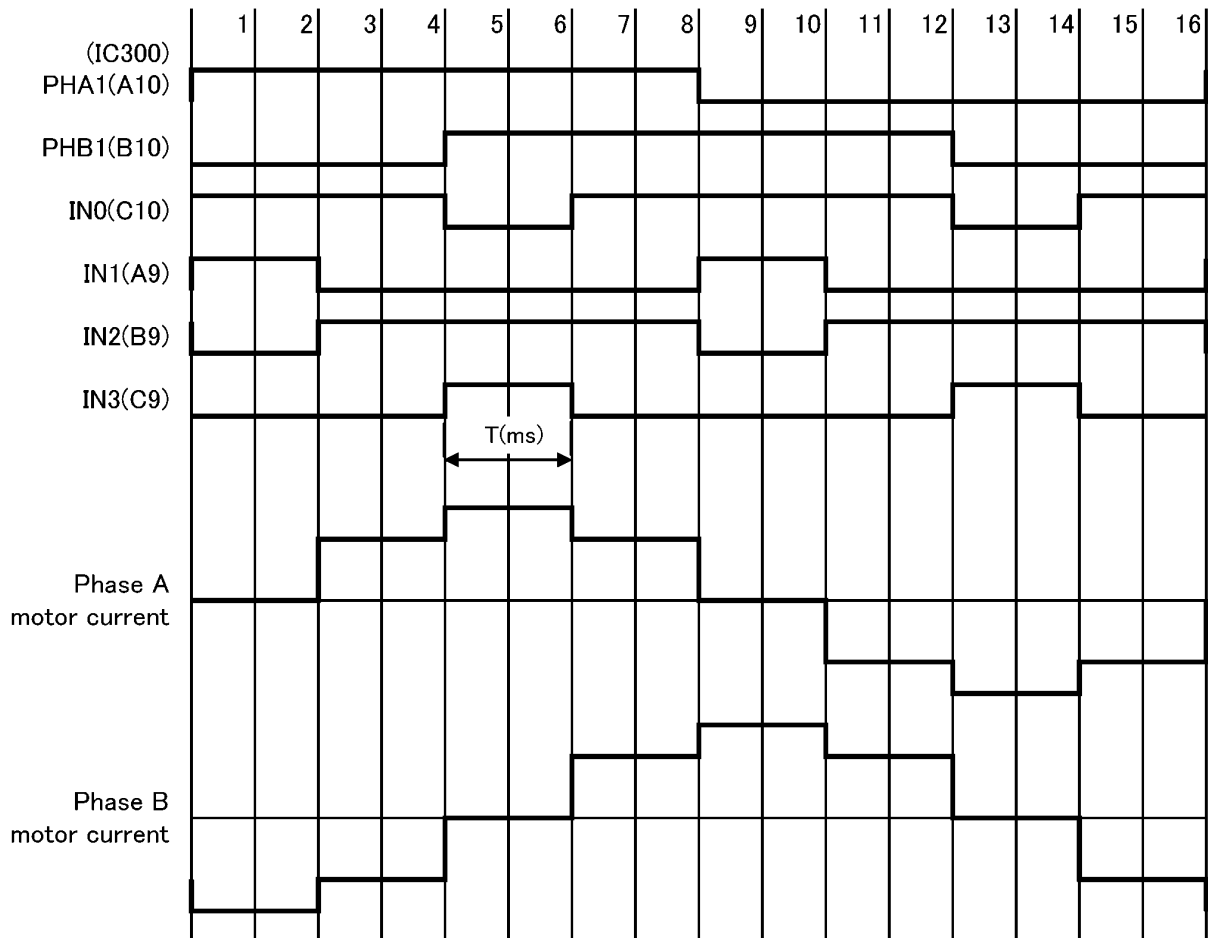 1 2 3 4 5 6 7 8 9 10 11 12 13 14 15 16
(IC300)
PHA1(A10)
PHB1(B10)
IN0(C10)
IN1(A9)
IN2(B9)
IN3(C9)
T(ms)
Phase A
motor current
Phase B
motor current